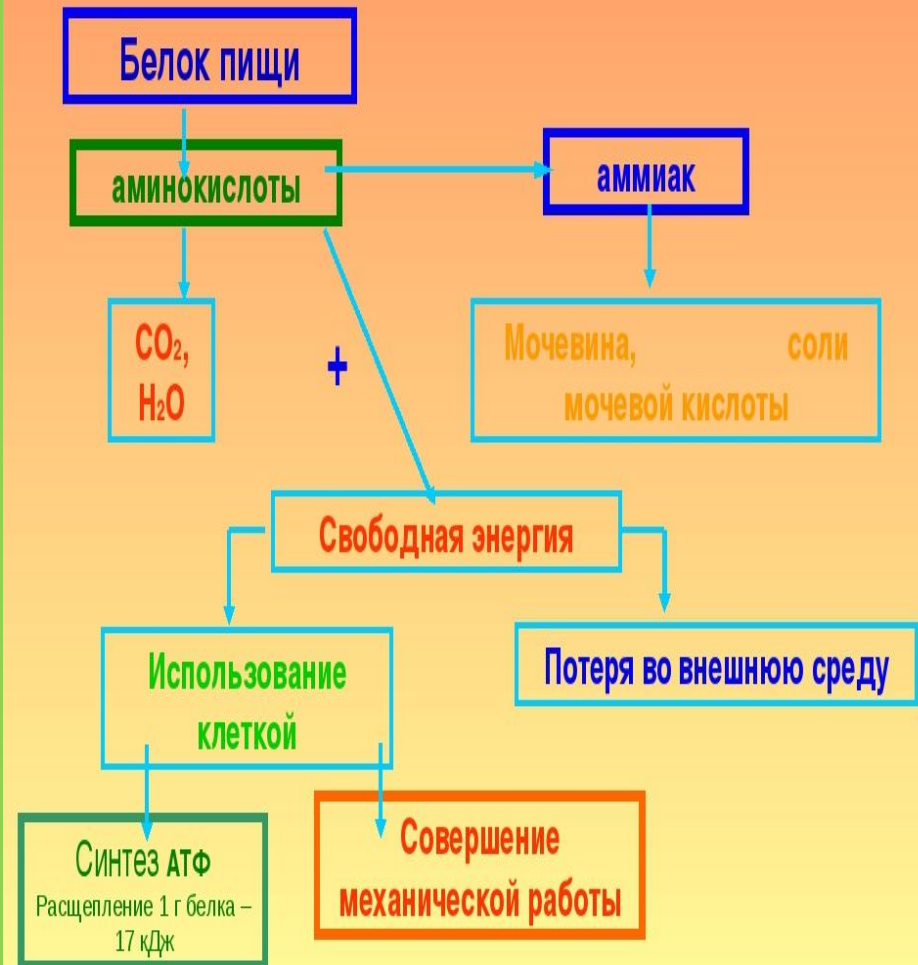 Белок пищи
аминокислоты
аммиак
CO₂,
H₂O
+
Мочевина, соли
мочевой кислоты
Свободная энергия
Использование
клеткой
Потеря во внешнюю среду
Синтез АТФ
Расщепление 1 г белка –
17 кДж
Совершение
механической работы